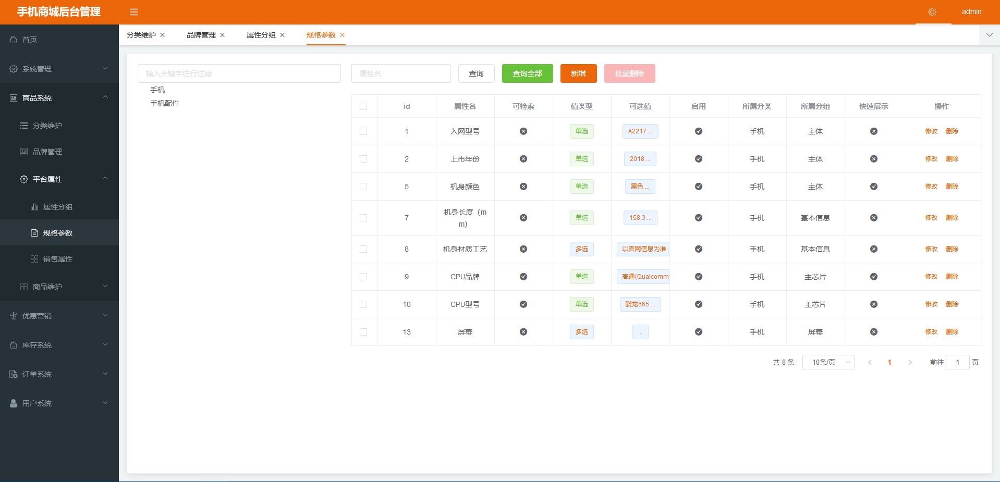 手机商城后台管理
admin
首页
系统管理
商品系统
分类维护
品牌管理
平台属性
属性分组
规格参数
销售属性
商品维护
优惠营销
库存系统
订单系统
用户系统
分类维护 品牌管理 属性分组 规格参数
输入关键字进行过滤
手机
手机配件
属性名 查询 查询全部 新增 批量删除
id 属性名 可检索 值类型 可选值 启用 所属分类 所属分组 快速展示 操作
1 入网型号 单选 A2217 ... 手机 主体 修改 删除
2 上市年份 单选 2018 ... 手机 主体 修改 删除
5 机身颜色 单选 黑色 ... 手机 主体 修改 删除
7 机身长度（m
m） 单选 158.3 ... 手机 基本信息 修改 删除
8 机身材质工艺 多选 以官网信息为准 . 手机 基本信息 修改 删除
9 CPU品牌 单选 高通(Qualcomm 手机 主芯片 修改 删除
10 CPU型号 单选 骁龙665 ... 手机 主芯片 修改 删除
13 屏幕 多选 ... 手机 屏幕 修改 删除
共 8 条 10条/页 1 前往 1 页